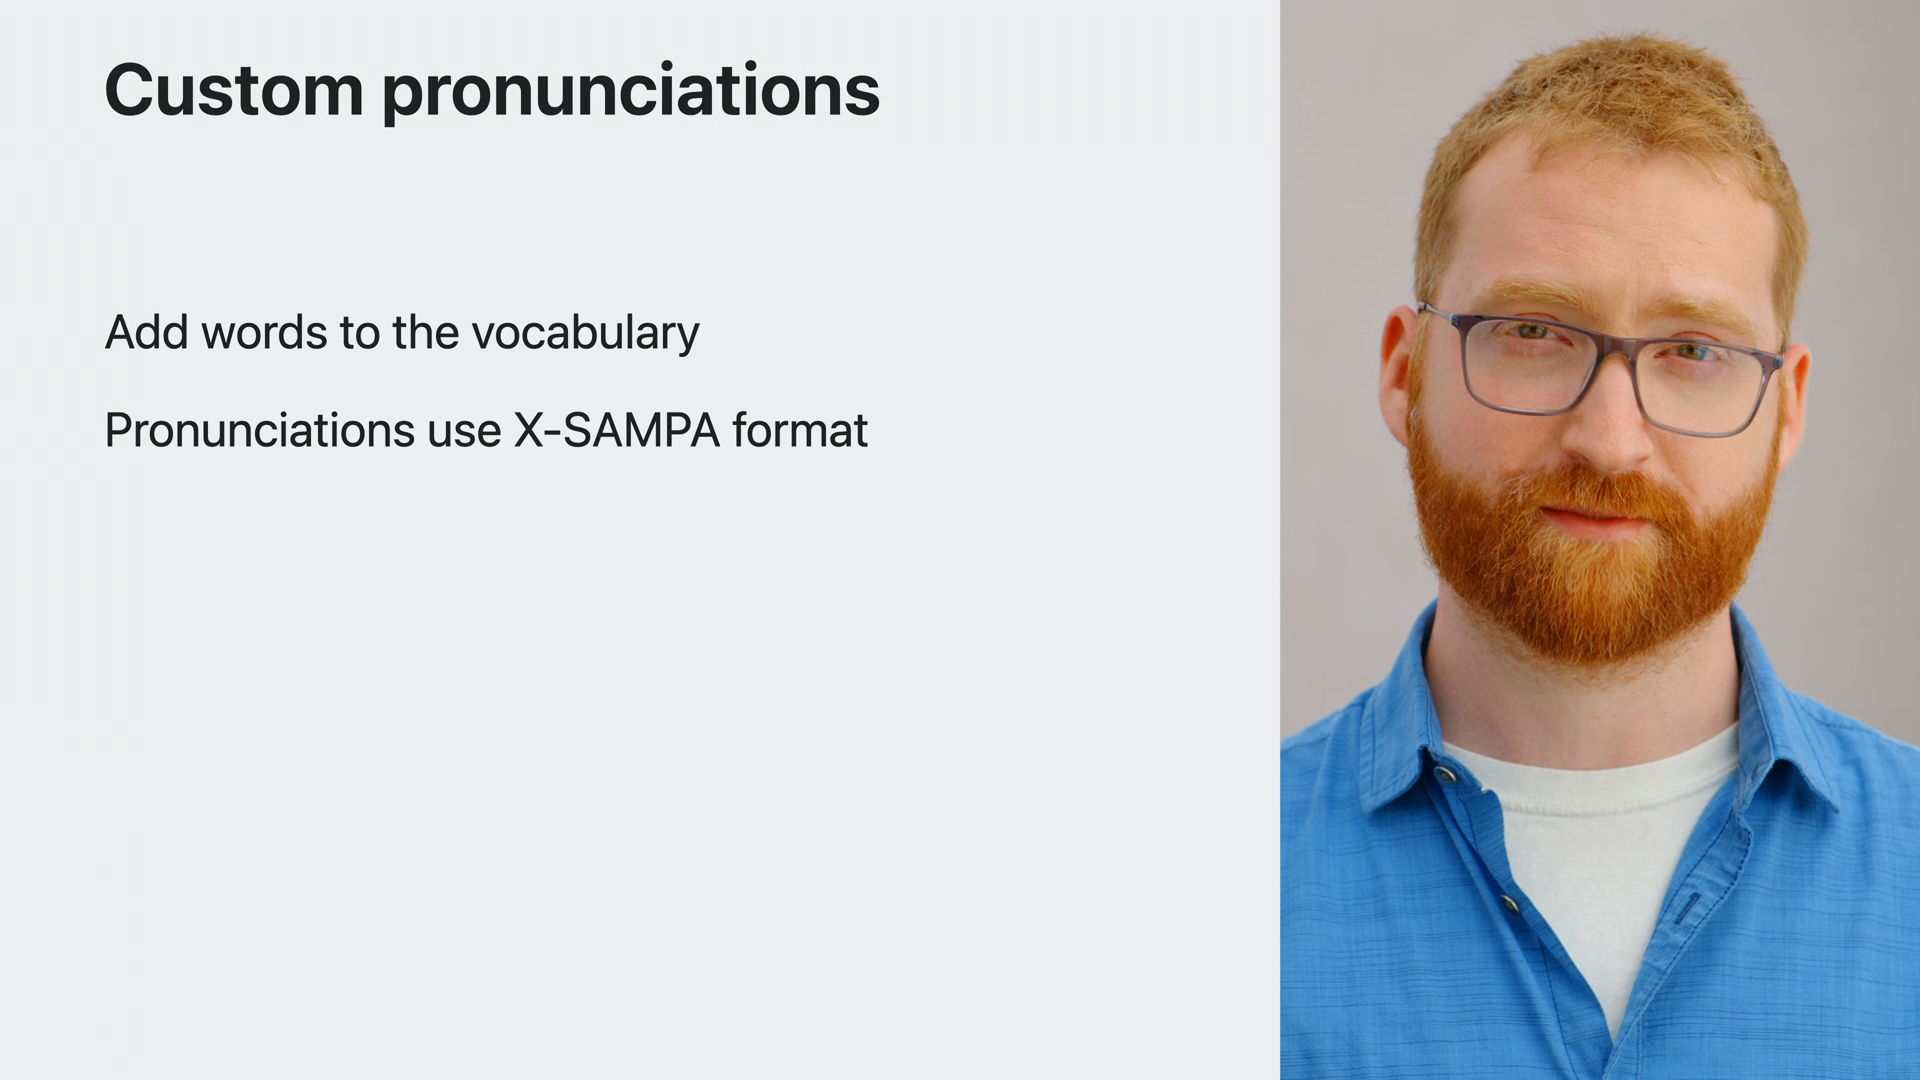 Custom pronunciations
Add words to the vocabulary
Pronunciations use X-SAMPA format